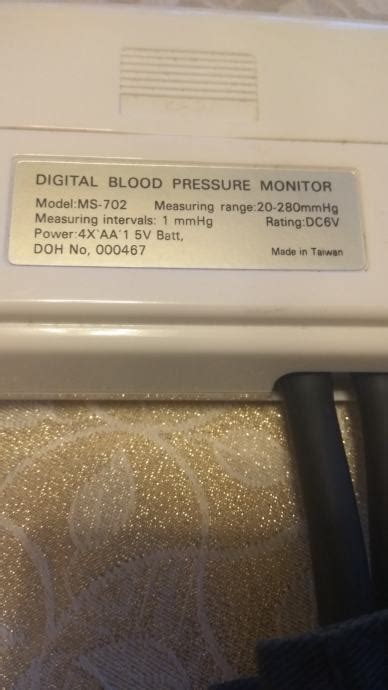 DIGITAL BLOOD PRESSURE MONITOR
Model:MS-702 Measuring range:20-280mmHg
Measuring intervals: 1 mmHg Rating:DC6V
Power:4X'AA'1 5V Batt,
DOH No, 000467 Made in Taiwan